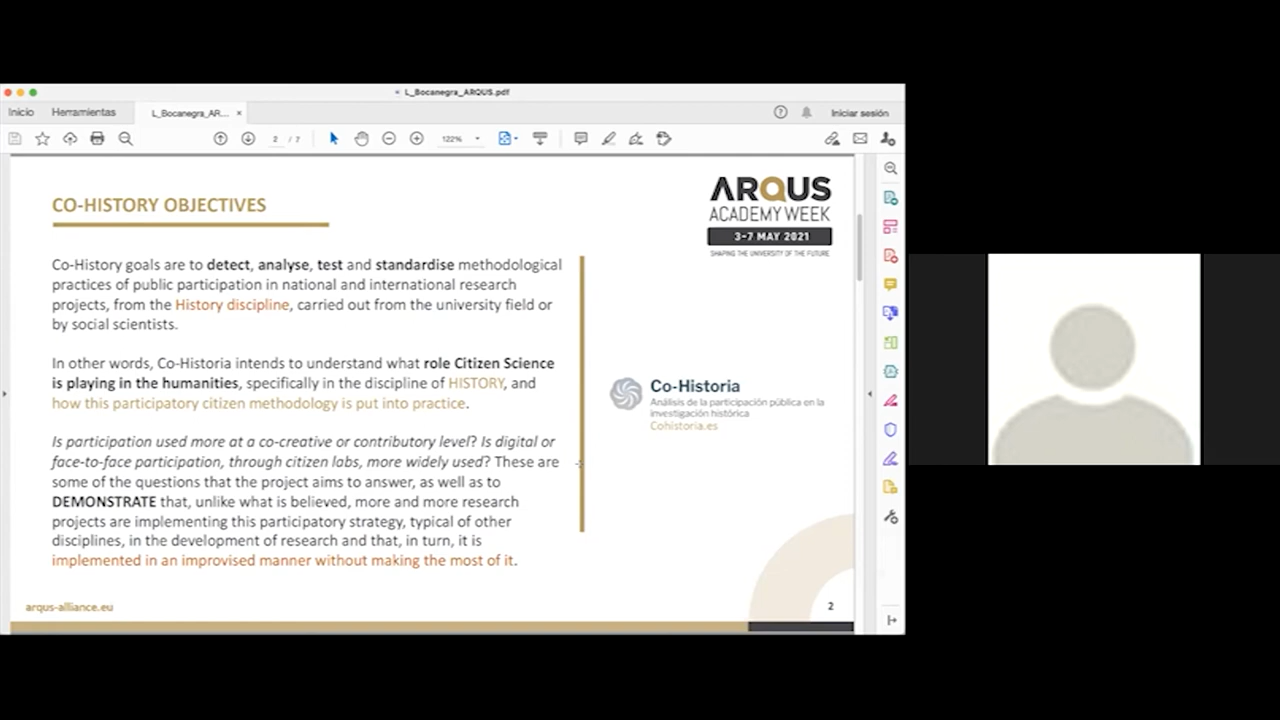 L_Bocanegra_ARQUS.pdf
Inicio Herramientas L_Bocanegra_AR... × Iniciar sesión
2 / 7 122%
ARQUS
ACADEMY WEEK
3-7 MAY 2021
SHAPING THE UNIVERSITY OF THE FUTURE
CO-HISTORY OBJECTIVES
Co-History goals are to detect, analyse, test and standardise methodological
practices of public participation in national and international research
projects, from the History discipline, carried out from the university field or
by social scientists.
In other words, Co-Historia intends to understand what role Citizen Science
is playing in the humanities, specifically in the discipline of HISTORY, and
how this participatory citizen methodology is put into practice.
Is participation used more at a co-creative or contributory level? Is digital or
face-to-face participation, through citizen labs, more widely used? These are
some of the questions that the project aims to answer, as well as to
DEMONSTRATE that, unlike what is believed, more and more research
projects are implementing this participatory strategy, typical of other
disciplines, in the development of research and that, in turn, it is
implemented in an improvised manner without making the most of it.
Co-Historia
Análisis de la participación pública en la
investigación histórica
Cohistoria.es
arqus-alliance.eu
2